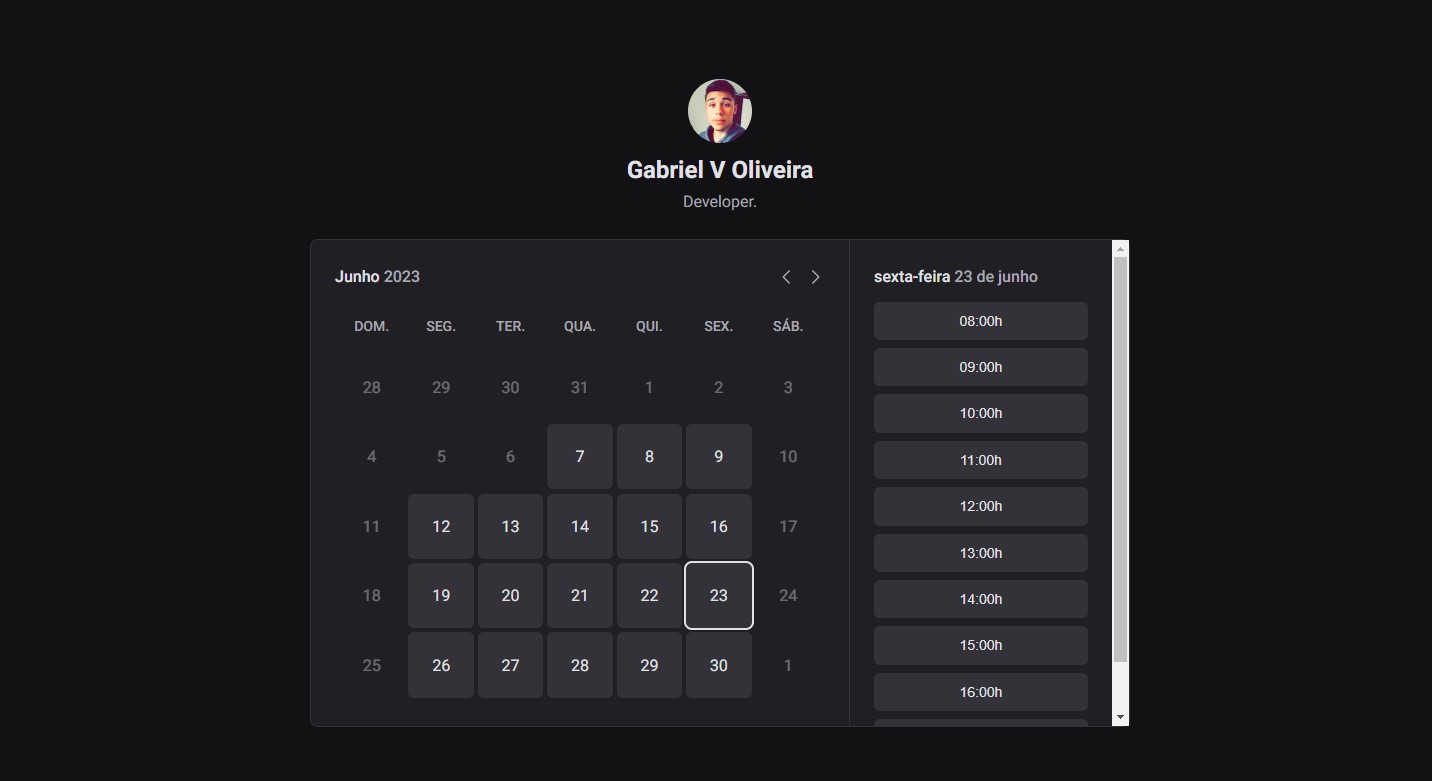 Gabriel V Oliveira
Developer.
Junho 2023
DOM. SEG. TER. QUA. QUI. SEX. SÁB.
28 29 30 31 1 2 3
4 5 6 7 8 9 10
11 12 13 14 15 16 17
18 19 20 21 22 23 24
25 26 27 28 29 30 1
sexta-feira 23 de junho
08:00h
09:00h
10:00h
11:00h
12:00h
13:00h
14:00h
15:00h
16:00h